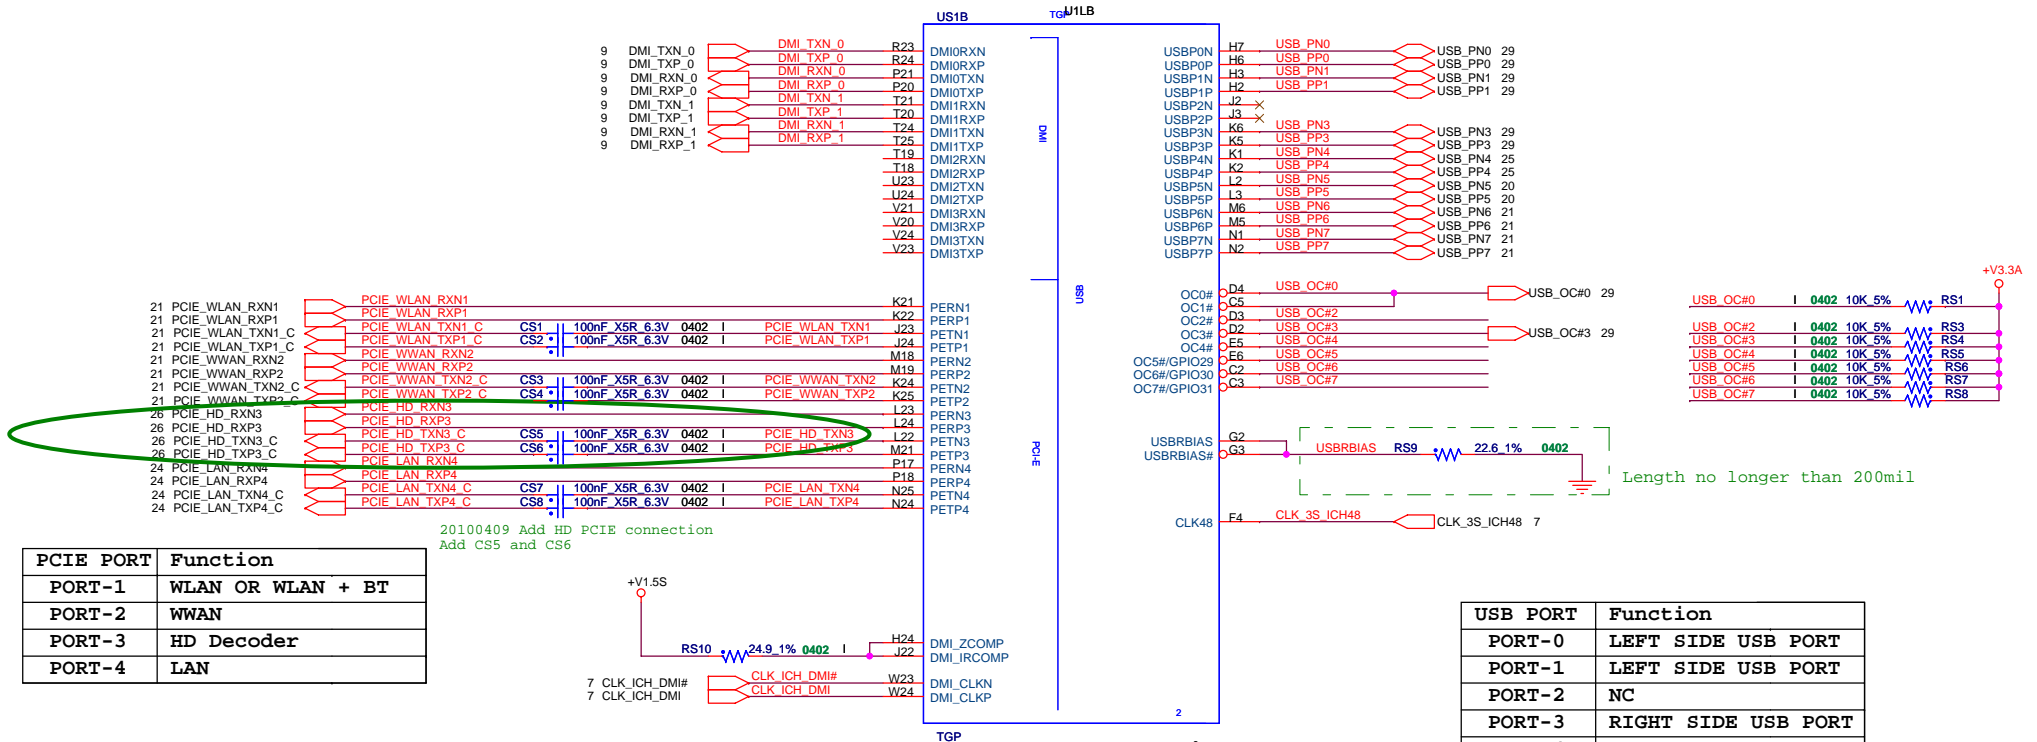 US1B
TGP
U1LB
9 DMI_TXN_0 DMI_TXN_0 R23 DMI0RXN
9 DMI_TXP_0 DMI_TXP_0 R24 DMI0RXP
9 DMI_RXN_0 DMI_RXN_0 P21 DMI0TXN
9 DMI_RXP_0 DMI_RXP_0 P20 DMI0TXP
9 DMI_TXN_1 DMI_TXN_1 T21 DMI1RXN
9 DMI_TXP_1 DMI_TXP_1 T20 DMI1RXP
9 DMI_RXN_1 DMI_RXN_1 T24 DMI1TXN
9 DMI_RXP_1 DMI_RXP_1 T25 DMI1TXP
T19 DMI2RXN
T18 DMI2RXP
U23 DMI2TXN
U24 DMI2TXP
V21 DMI3RXN
V20 DMI3RXP
V24 DMI3TXN
V23 DMI3TXP
DMI
USB
PCI-E
21 PCIE_WLAN_RXN1 PCIE_WLAN_RXN1 K21 PERN1
21 PCIE_WLAN_RXP1 PCIE_WLAN_RXP1 K22 PERP1
21 PCIE_WLAN_TXN1_C PCIE_WLAN_TXN1_C CS1 100nF_X5R_6.3V 0402 I PCIE_WLAN_TXN1 J23 PETN1
21 PCIE_WLAN_TXP1_C PCIE_WLAN_TXP1_C CS2 100nF_X5R_6.3V 0402 I PCIE_WLAN_TXP1 J24 PETP1
21 PCIE_WWAN_RXN2 PCIE_WWAN_RXN2 M18 PERN2
21 PCIE_WWAN_RXP2 PCIE_WWAN_RXP2 M19 PERP2
21 PCIE_WWAN_TXN2_C PCIE_WWAN_TXN2_C CS3 100nF_X5R_6.3V 0402 I PCIE_WWAN_TXN2 K24 PETN2
21 PCIE_WWAN_TXP2_C PCIE_WWAN_TXP2_C CS4 100nF_X5R_6.3V 0402 I PCIE_WWAN_TXP2 K25 PETP2
26 PCIE_HD_RXN3 PCIE_HD_RXN3 L23 PERN3
26 PCIE_HD_RXP3 PCIE_HD_RXP3 L24 PERP3
26 PCIE_HD_TXN3_C PCIE_HD_TXN3_C CS5 100nF_X5R_6.3V 0402 I PCIE_HD_TXN3 L22 PETN3
26 PCIE_HD_TXP3_C PCIE_HD_TXP3_C CS6 100nF_X5R_6.3V 0402 I PCIE_HD_TXP3 M21 PETP3
24 PCIE_LAN_RXN4 PCIE_LAN_RXN4 P17 PERN4
24 PCIE_LAN_RXP4 PCIE_LAN_RXP4 P18 PERP4
24 PCIE_LAN_TXN4_C PCIE_LAN_TXN4_C CS7 100nF_X5R_6.3V 0402 I PCIE_LAN_TXN4 N25 PETN4
24 PCIE_LAN_TXP4_C PCIE_LAN_TXP4_C CS8 100nF_X5R_6.3V 0402 I PCIE_LAN_TXP4 N24 PETP4
20100409 Add HD PCIE connection
Add CS5 and CS6
PCIE PORT Function
PORT-1 WLAN OR WLAN + BT
PORT-2 WWAN
PORT-3 HD Decoder
PORT-4 LAN
+V1.5S
H24 DMI_ZCOMP
RS10 24.9_1% 0402 I J22 DMI_IRCOMP
7 CLK_ICH_DMI# CLK_ICH_DMI# W23 DMI_CLKN
7 CLK_ICH_DMI CLK_ICH_DMI W24 DMI_CLKP
2
TGP
USBP0N H7 USB_PN0 USB_PN0 29
USBP0P H6 USB_PP0 USB_PP0 29
USBP1N H3 USB_PN1 USB_PN1 29
USBP1P H2 USB_PP1 USB_PP1 29
USBP2N J2
USBP2P J3
USBP3N K6 USB_PN3 USB_PN3 29
USBP3P K5 USB_PP3 USB_PP3 29
USBP4N K1 USB_PN4 USB_PN4 25
USBP4P K2 USB_PP4 USB_PP4 25
USBP5N L2 USB_PN5 USB_PN5 20
USBP5P L3 USB_PP5 USB_PP5 20
USBP6N M6 USB_PN6 USB_PN6 21
USBP6P M5 USB_PP6 USB_PP6 21
USBP7N N1 USB_PN7 USB_PN7 21
USBP7P N2 USB_PP7 USB_PP7 21
OC0# D4 USB_OC#0 USB_OC#0 29
OC1# C5
OC2# D3 USB_OC#2
OC3# D2 USB_OC#3 USB_OC#3 29
OC4# E5 USB_OC#4
OC5#/GPIO29 E6 USB_OC#5
OC6#/GPIO30 C2 USB_OC#6
OC7#/GPIO31 C3 USB_OC#7
+V3.3A
USB_OC#0 I 0402 10K_5% RS1
USB_OC#2 I 0402 10K_5% RS3
USB_OC#3 I 0402 10K_5% RS4
USB_OC#4 I 0402 10K_5% RS5
USB_OC#5 I 0402 10K_5% RS6
USB_OC#6 I 0402 10K_5% RS7
USB_OC#7 I 0402 10K_5% RS8
USBRBIAS G2
USBRBIAS# G3 USBRBIAS RS9 22.6_1% 0402
Length no longer than 200mil
CLK48 F4 CLK_3S_ICH48 CLK_3S_ICH48 7
USB PORT Function
PORT-0 LEFT SIDE USB PORT
PORT-1 LEFT SIDE USB PORT
PORT-2 NC
PORT-3 RIGHT SIDE USB PORT